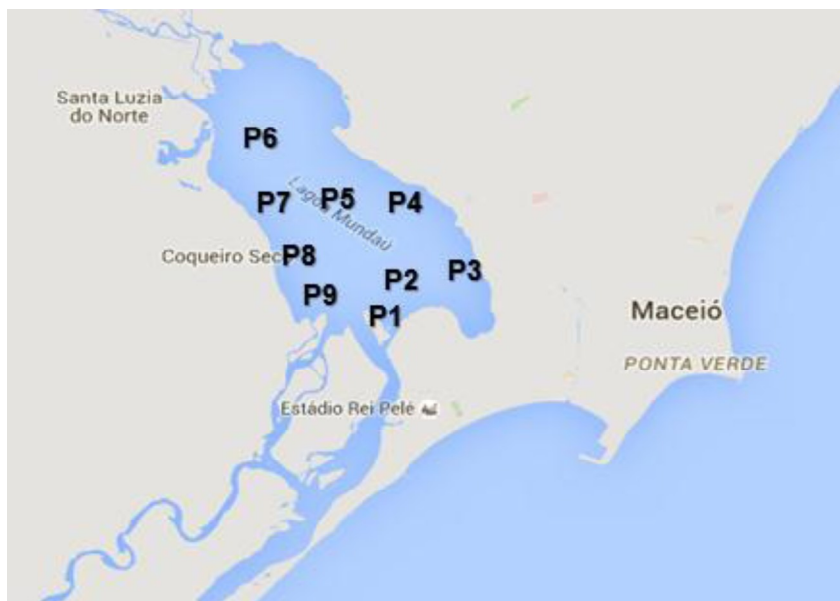 Santa Luzia
do Norte
P6
P5
P7
P4
Lagoa Mundaú
Coqueiro Sec
P8
P3
P2
P9
P1
Maceió
PONTA VERDE
Estádio Rei Pelé